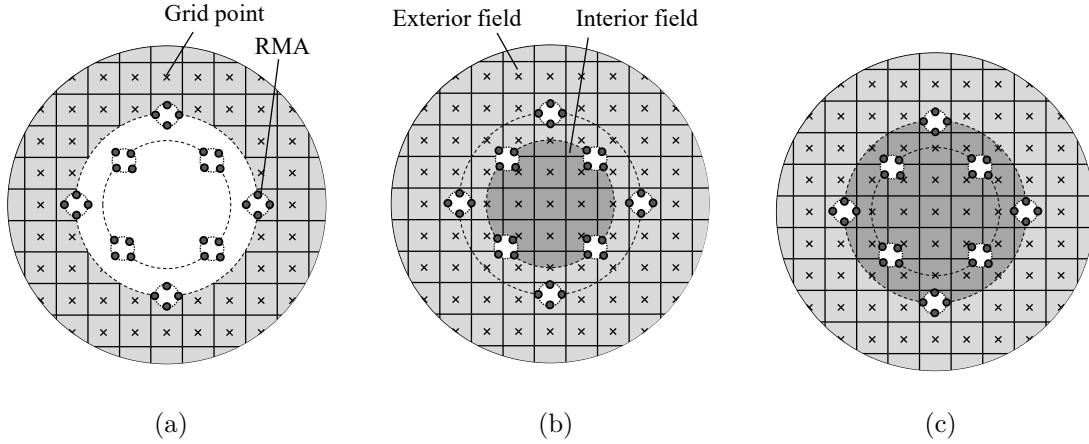 Grid point
RMA
Exterior field
Interior field
(a)
(b)
(c)